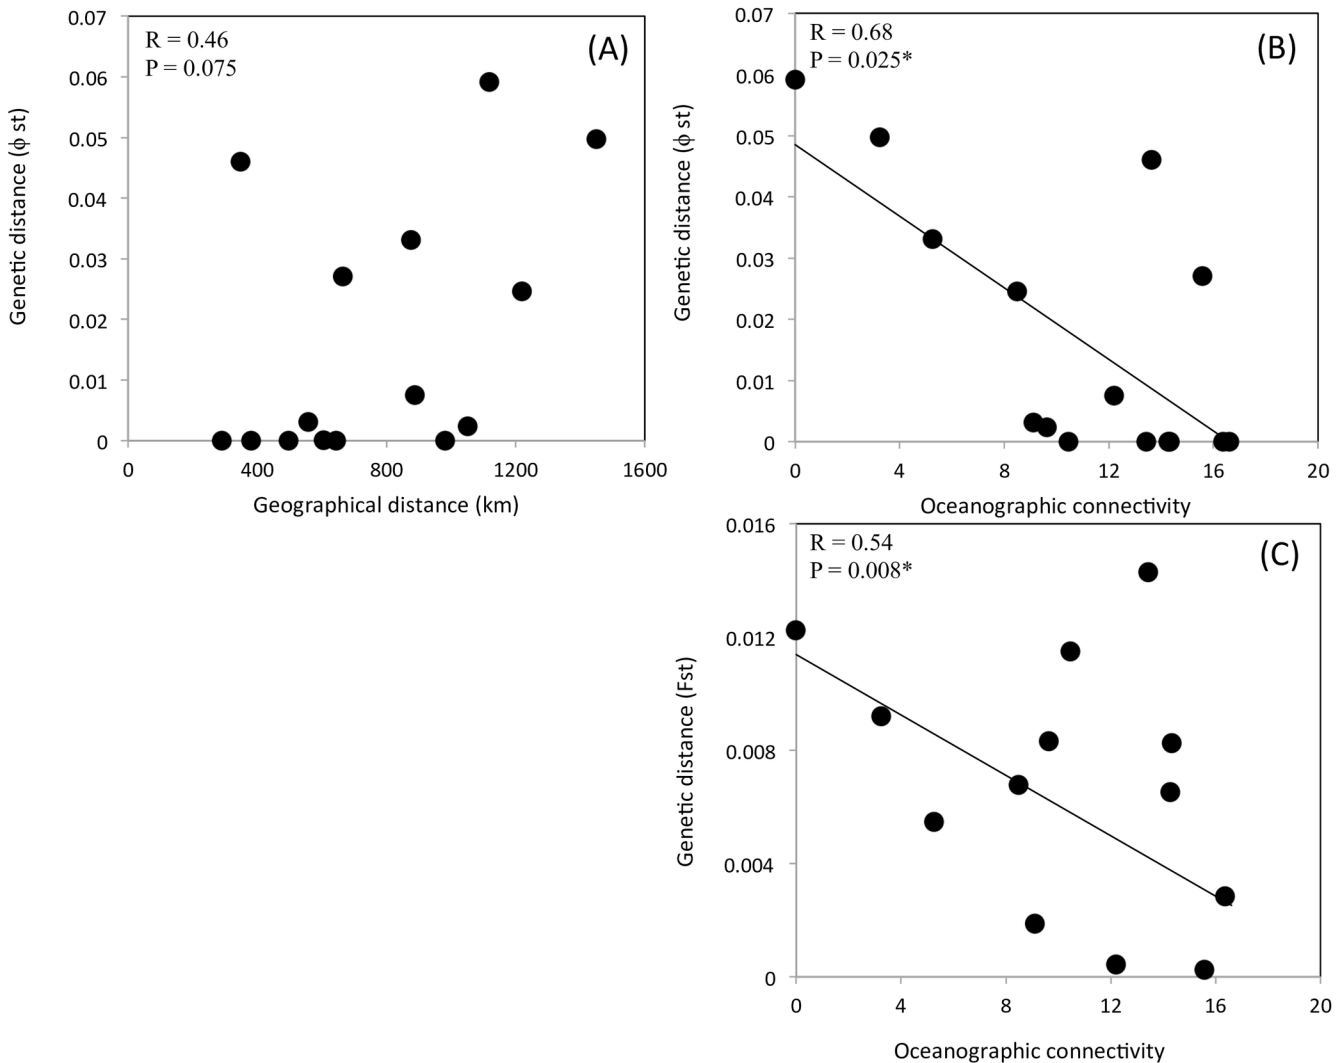 R = 0.46
P = 0.075
(A)
0.07
0.06
0.05
0.04
0.03
0.02
0.01
0
Genetic distance (ϕ st)
0 400 800 1200 1600
Geographical distance (km)
R = 0.68
P = 0.025*
(B)
0.07
0.06
0.05
0.04
0.03
0.02
0.01
0
Genetic distance (ϕ st)
0 4 8 12 16 20
Oceanographic connectivity
R = 0.54
P = 0.008*
(C)
0.016
0.012
0.008
0.004
0
Genetic distance (Fst)
0 4 8 12 16 20
Oceanographic connectivity